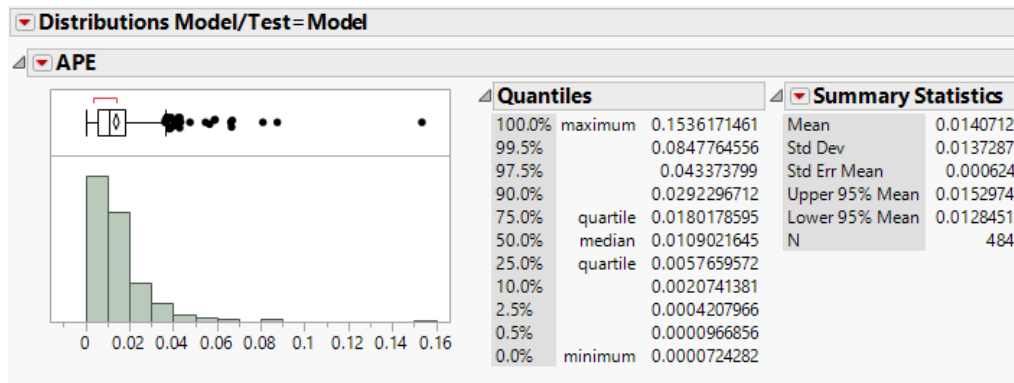 Distributions Model/Test=Model
APE
0 0.02 0.04 0.06 0.08 0.1 0.12 0.14 0.16
Quantiles
100.0% maximum 0.1536171461
99.5% 0.0847764556
97.5% 0.043373799
90.0% 0.0292296712
75.0% quartile 0.0180178595
50.0% median 0.0109021645
25.0% quartile 0.0057659572
10.0% 0.0020741381
2.5% 0.0004207966
0.5% 0.0000966856
0.0% minimum 0.0000724282
Summary Statistics
Mean 0.0140712
Std Dev 0.0137287
Std Err Mean 0.000624
Upper 95% Mean 0.0152974
Lower 95% Mean 0.0128451
N 484